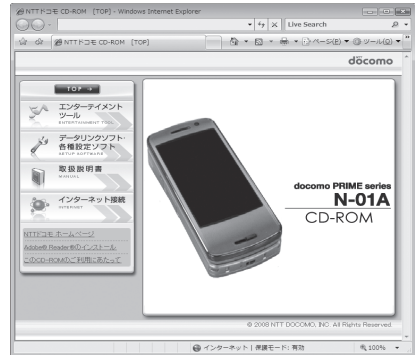 NTTドコモ CD-ROM [TOP] - Windows Internet Explorer
Live Search
NTTドコモ CD-ROM [TOP]
ページ(P) ツール(O)
döcomo
TOP
エンターテイメント
ツール
ENTERTAINMENT TOOL
データリンクソフト・
各種設定ソフト
SETUP SOFTWARE
取扱説明書
MANUAL
インターネット接続
INTERNET
NTTドコモ ホームページ
Adobe® Reader®のインストール
このCD-ROMのご利用にあたって
docomo PRIME series
N-01A
CD-ROM
© 2008 NTT DOCOMO, INC. All Rights Reserved.
インターネット | 保護モード: 有効
100%